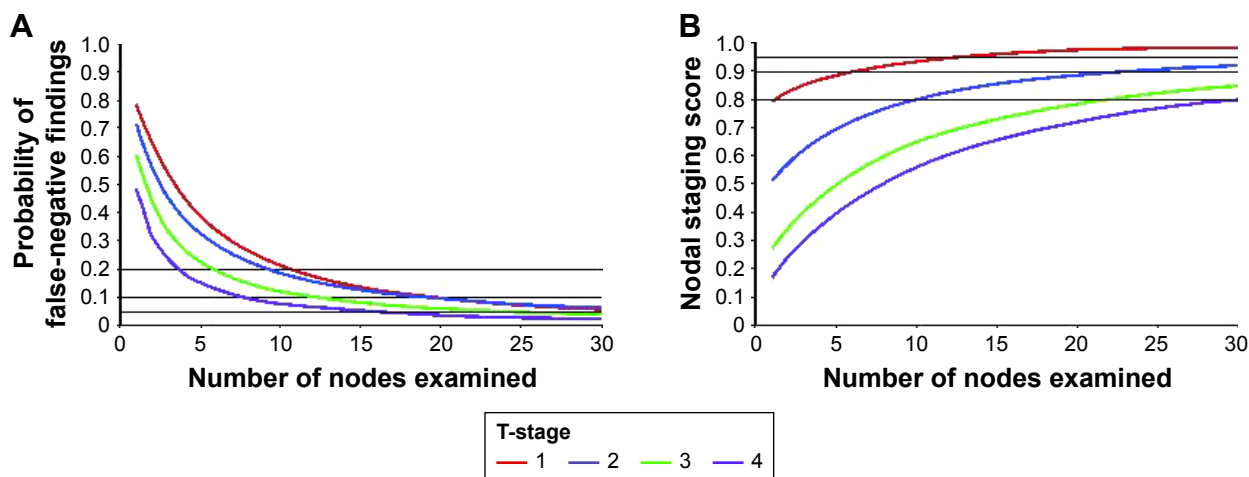 A
Probability of
false-negative findings
1.0
0.9
0.8
0.7
0.6
0.5
0.4
0.3
0.2
0.1
0
0 5 10 15 20 25 30
Number of nodes examined
B
Nodal staging score
1.0
0.9
0.8
0.7
0.6
0.5
0.4
0.3
0.2
0.1
0
0 5 10 15 20 25 30
Number of nodes examined
T-stage
1 2 3 4